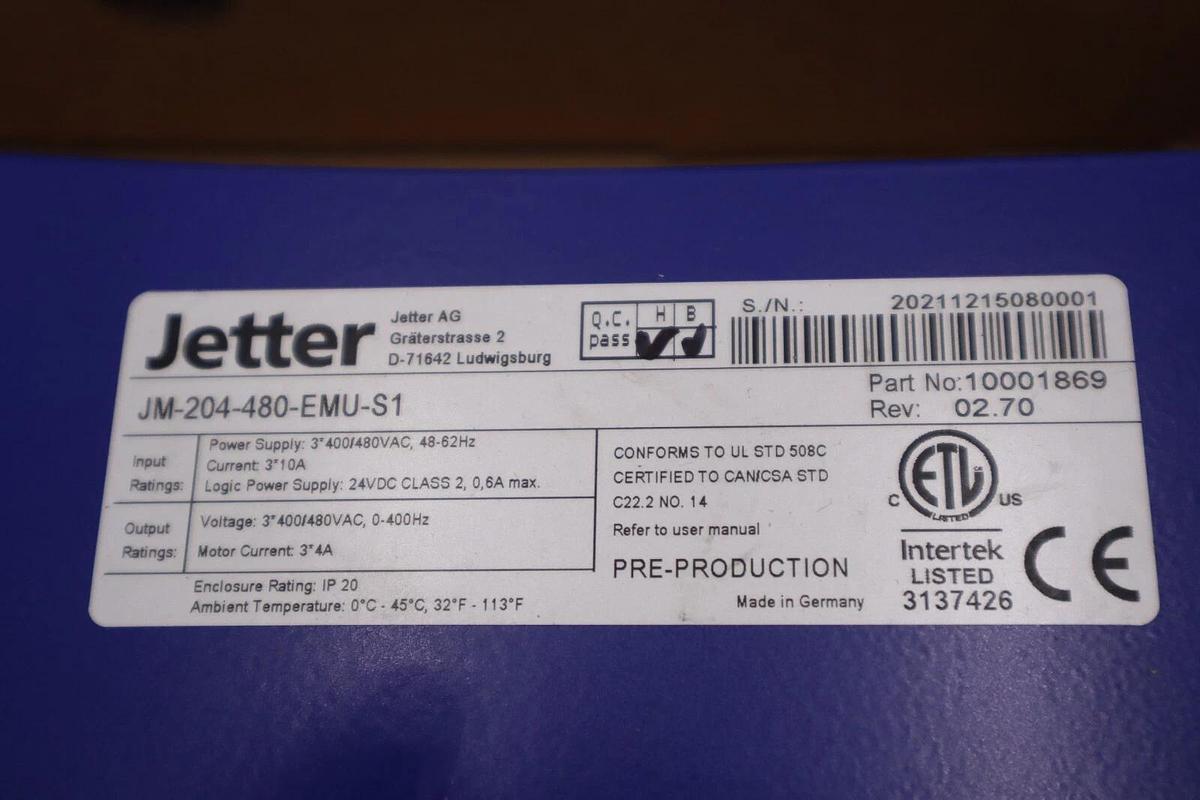 Jetter
Jetter AG
Gräterstrasse 2
D-71642 Ludwigsburg
Q.C. H B
pass
S./N.: 20211215080001
JM-204-480-EMU-S1
Part No:10001869
Rev: 02.70
Input
Ratings:
Power Supply: 3*400/480VAC, 48-62Hz
Current: 3*10A
Logic Power Supply: 24VDC CLASS 2, 0,6A max.
Output
Ratings:
Voltage: 3*400/480VAC, 0-400Hz
Motor Current: 3*4A
Enclosure Rating: IP 20
Ambient Temperature: 0°C - 45°C, 32°F - 113°F
CONFORMS TO UL STD 508C
CERTIFIED TO CAN/CSA STD
C22.2 NO. 14
Refer to user manual
PRE-PRODUCTION
Made in Germany
ETL
LISTED
C US
Intertek
LISTED
3137426
CE